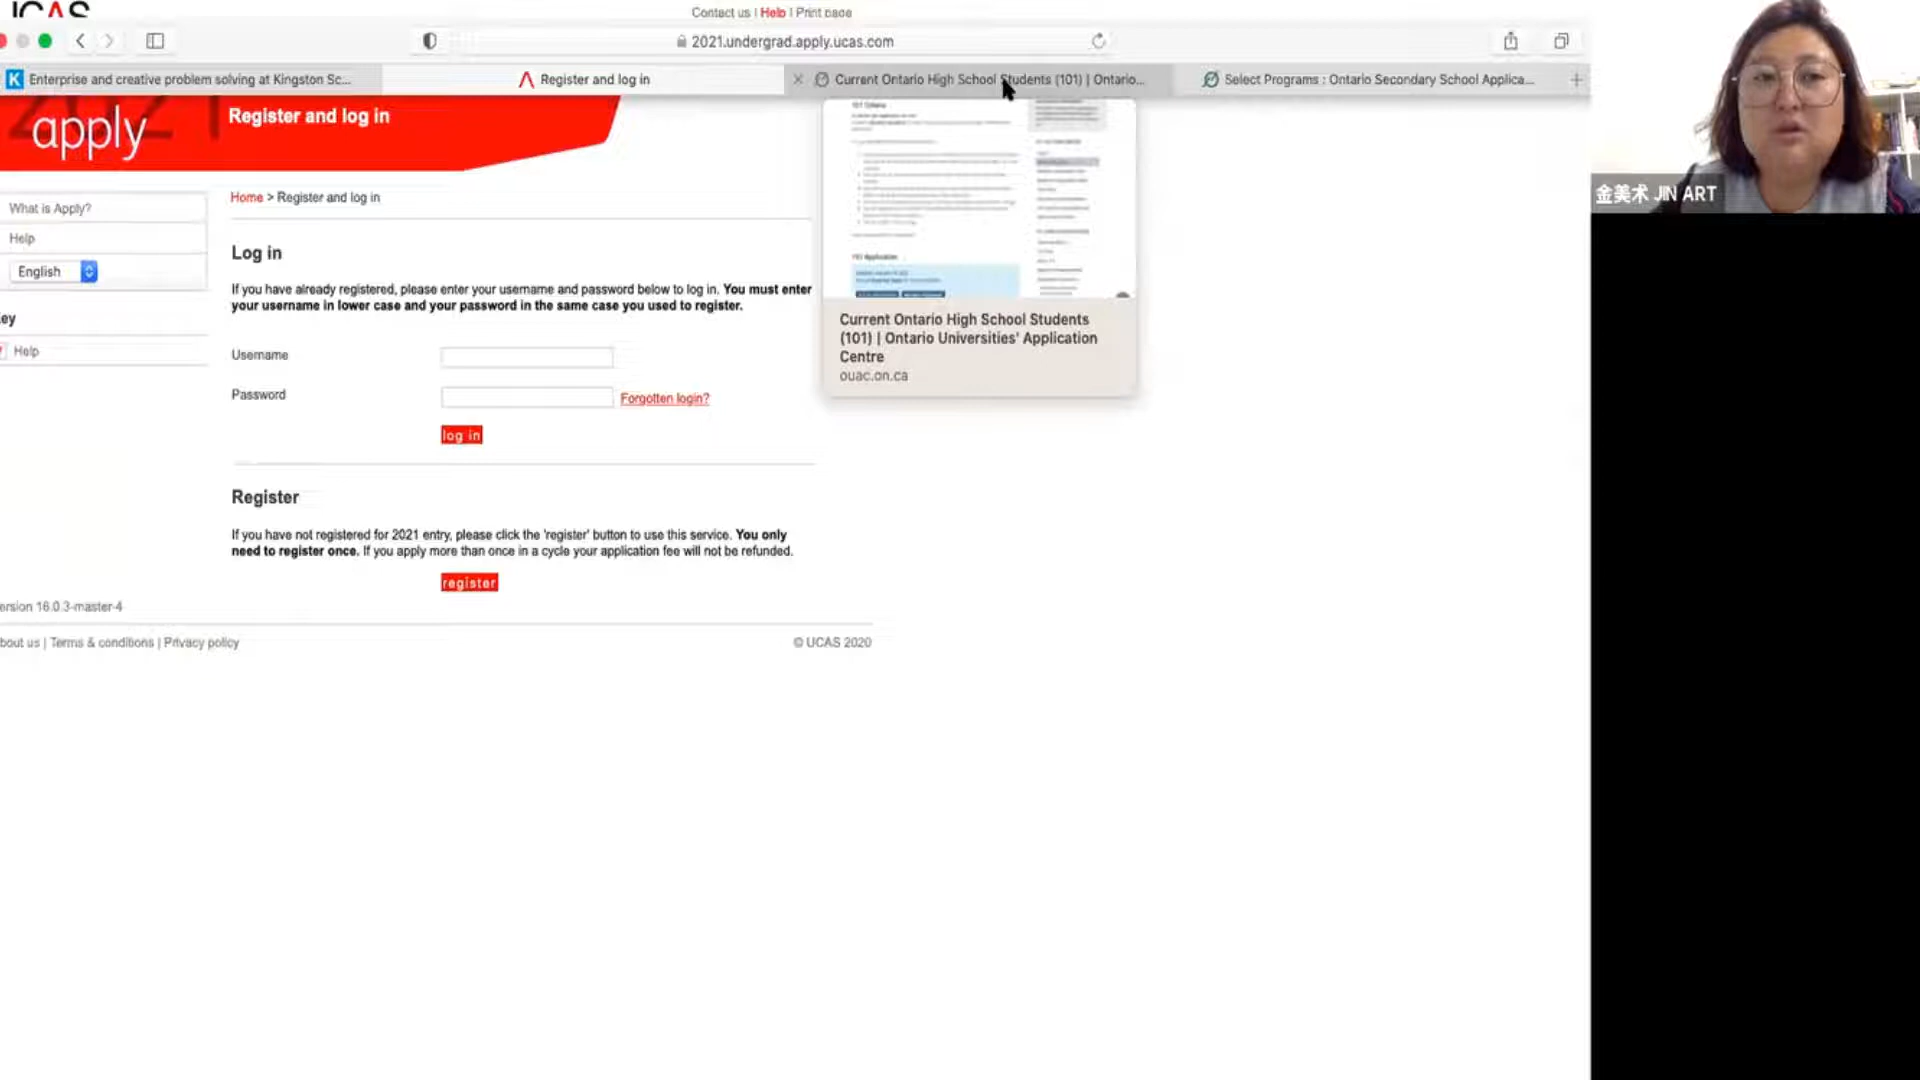 UCAS
Contact us | Help | Print page
2021.undergrad.apply.ucas.com
K Enterprise and creative problem solving at Kingston Sc...
Register and log in
Current Ontario High School Students (101) | Ontario...
Select Programs : Ontario Secondary School Applica...
2021
apply
Register and log in
Home > Register and log in
What is Apply?
Help
English
ey
? Help
Log in
If you have already registered, please enter your username and password below to log in. You must enter
your username in lower case and your password in the same case you used to register.
Username
Password
Forgotten login?
log in
Register
If you have not registered for 2021 entry, please click the 'register' button to use this service. You only
need to register once. If you apply more than once in a cycle your application fee will not be refunded.
register
ersion 16.0.3-master-4
bout us | Terms & conditions | Privacy policy
© UCAS 2020
101 Criteria
101 Application
Current Ontario High School Students
(101) | Ontario Universities' Application
Centre
ouac.on.ca
金美术 JIN ART